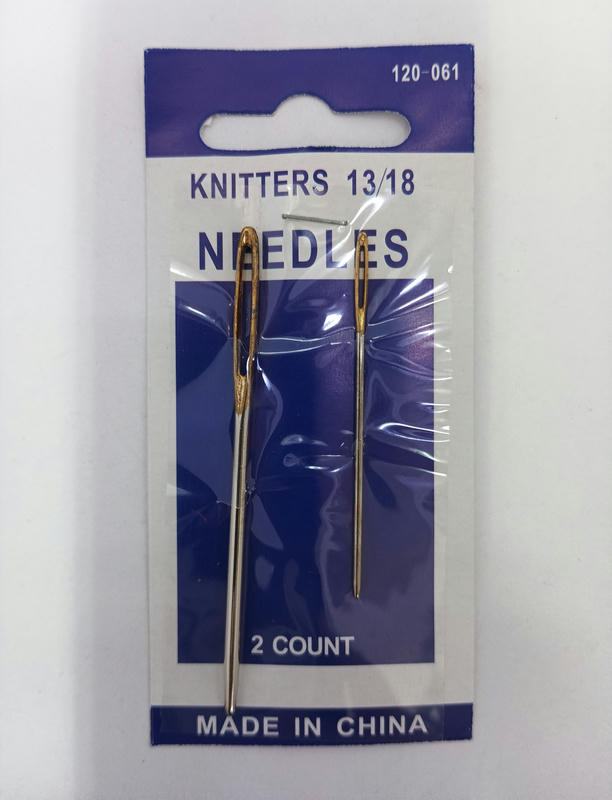 120-061
KNITTERS 13/18
NEEDLES
2 COUNT
MADE IN CHINA